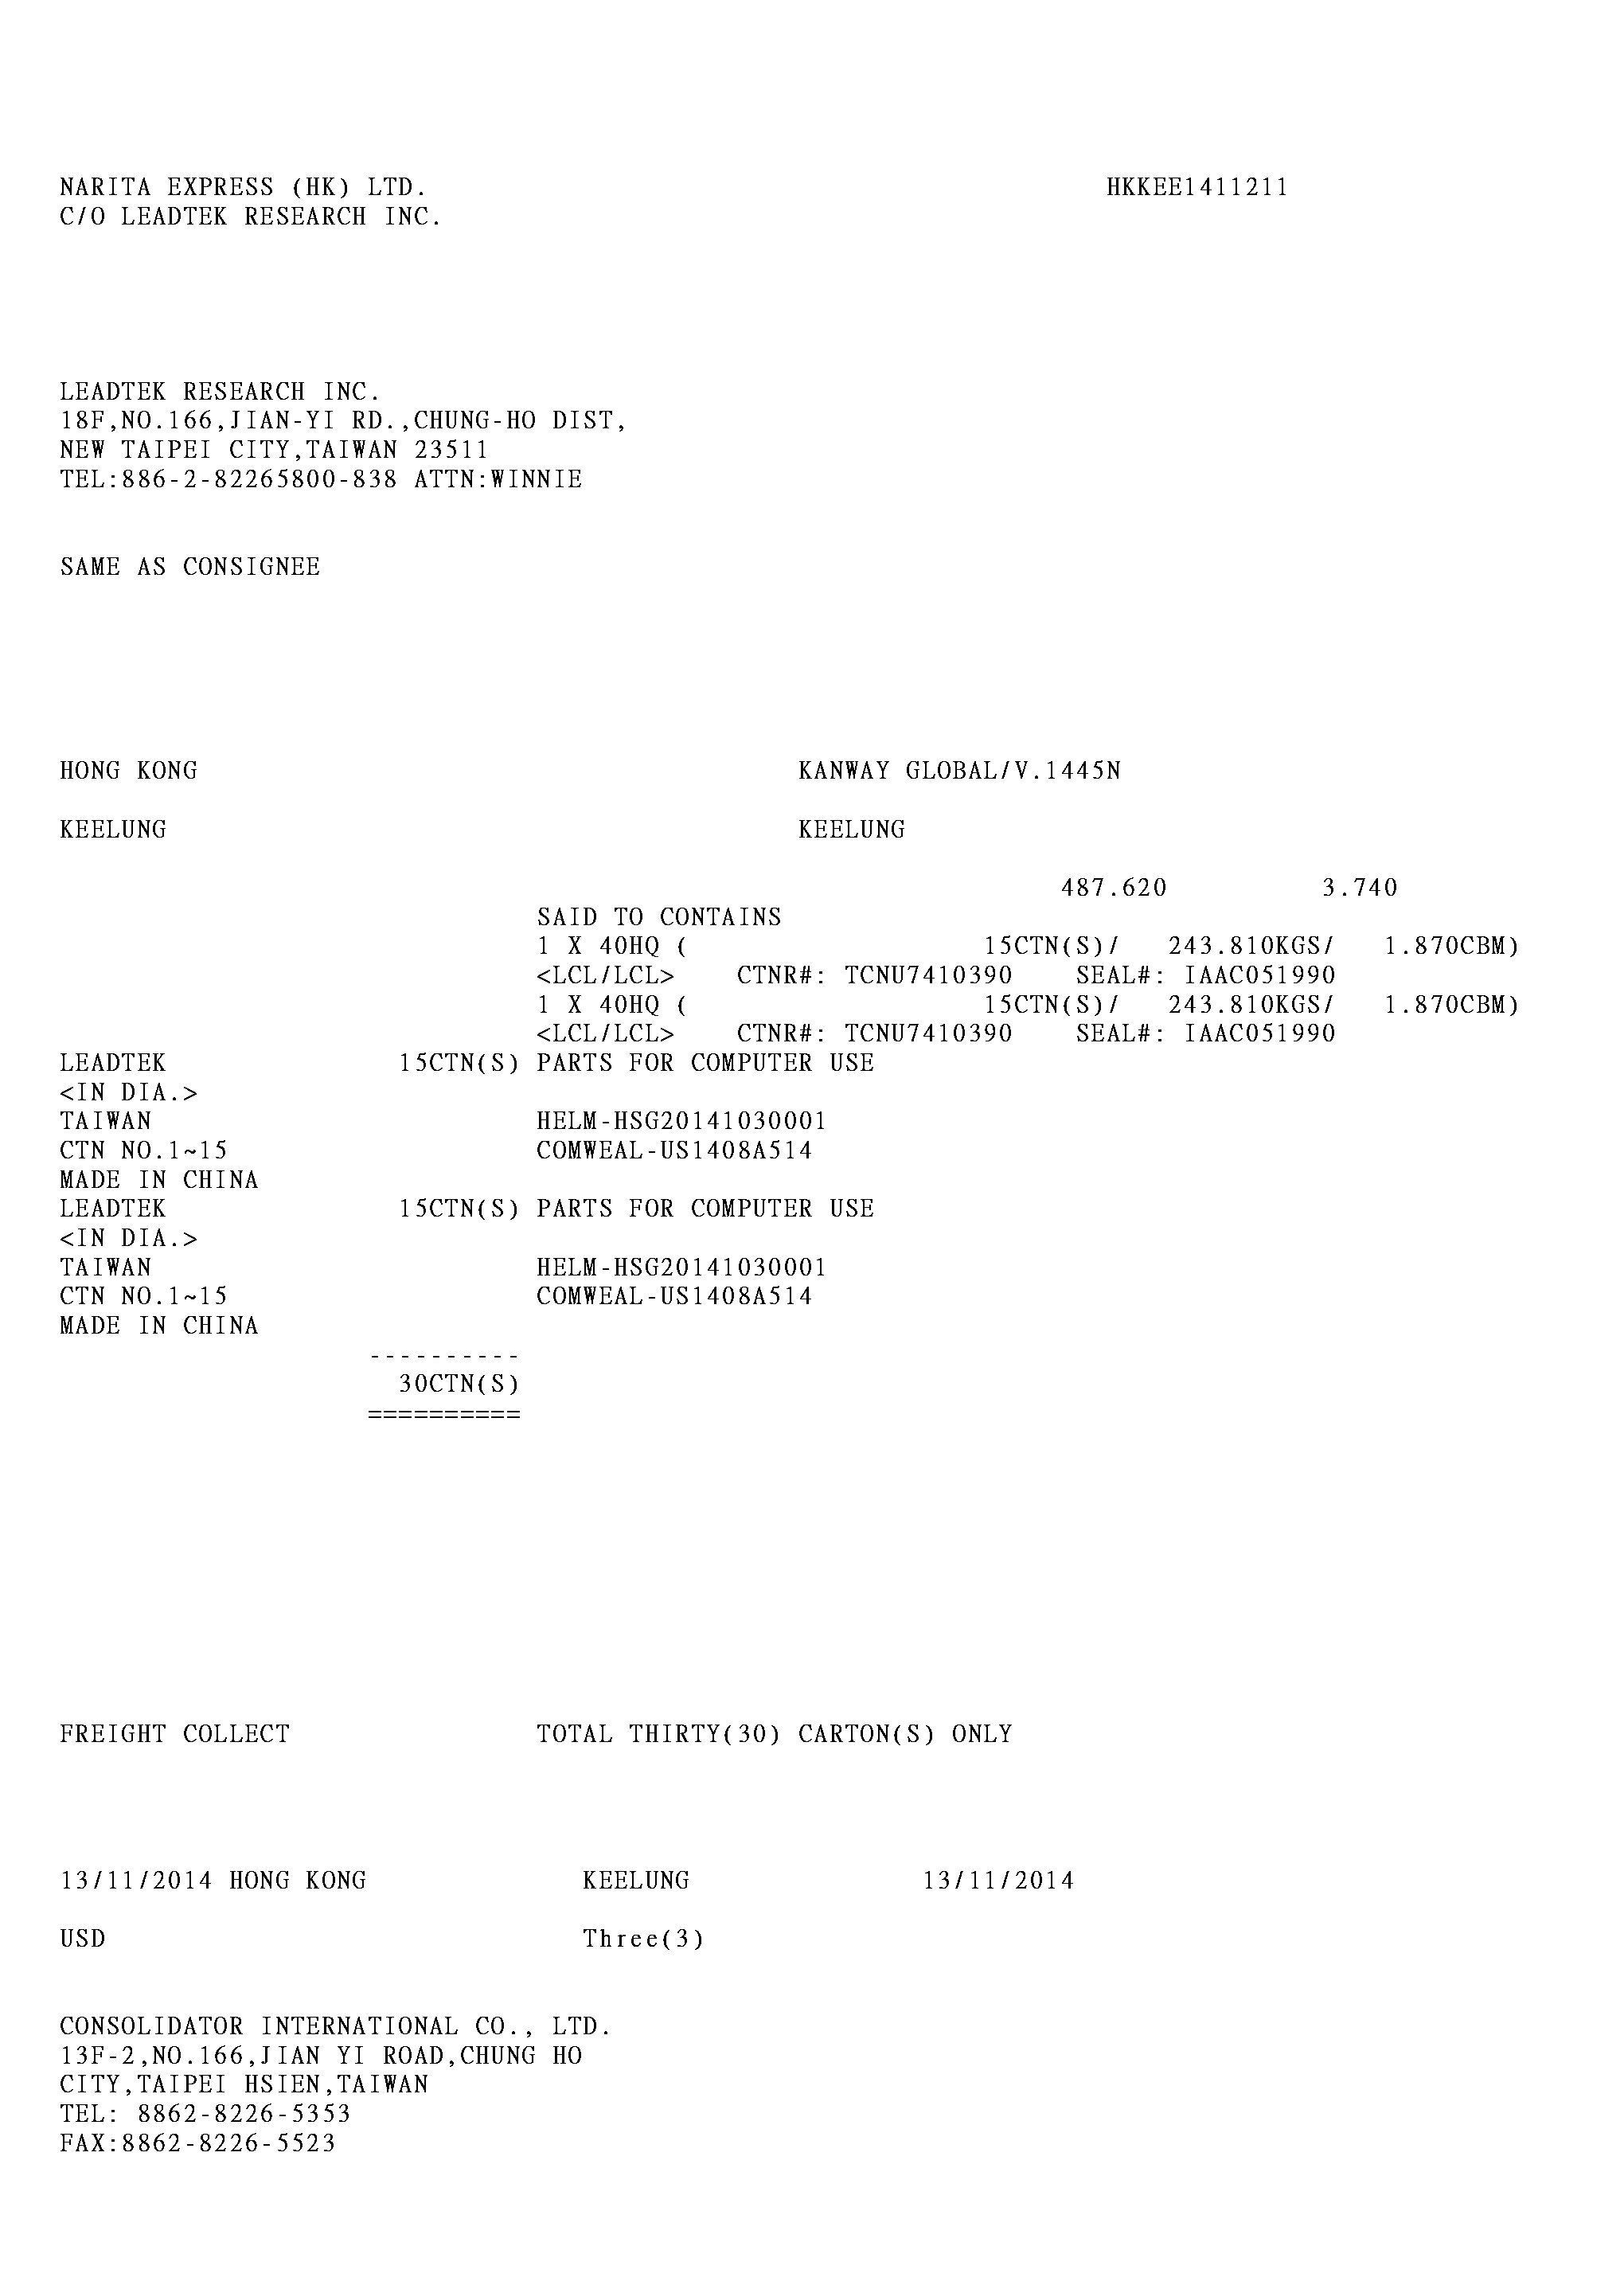 NARITA EXPRESS (HK) LTD. HKKEE1411211
C/O LEADTEK RESEARCH INC.
LEADTEK RESEARCH INC.
18F,NO.166,JIAN-YI RD.,CHUNG-HO DIST,
NEW TAIPEI CITY,TAIWAN 23511
TEL:886-2-82265800-838 ATTN:WINNIE
SAME AS CONSIGNEE
HONG KONG KANWAY GLOBAL/V.1445N
KEELUNG KEELUNG
487.620 3.740
SAID TO CONTAINS
1 X 40HQ ( 15CTN(S)/ 243.810KGS/ 1.870CBM)
<LCL/LCL> CTNR#: TCNU7410390 SEAL#: IAAC051990
1 X 40HQ ( 15CTN(S)/ 243.810KGS/ 1.870CBM)
<LCL/LCL> CTNR#: TCNU7410390 SEAL#: IAAC051990
LEADTEK 15CTN(S) PARTS FOR COMPUTER USE
<IN DIA.>
TAIWAN HELM-HSG20141030001
CTN NO.1~15 COMWEAL-US1408A514
MADE IN CHINA
LEADTEK 15CTN(S) PARTS FOR COMPUTER USE
<IN DIA.>
TAIWAN HELM-HSG20141030001
CTN NO.1~15 COMWEAL-US1408A514
MADE IN CHINA
----------
30CTN(S)
==========
FREIGHT COLLECT TOTAL THIRTY(30) CARTON(S) ONLY
13/11/2014 HONG KONG KEELUNG 13/11/2014
USD Three(3)
CONSOLIDATOR INTERNATIONAL CO., LTD.
13F-2,NO.166,JIAN YI ROAD,CHUNG HO
CITY,TAIPEI HSIEN,TAIWAN
TEL: 8862-8226-5353
FAX:8862-8226-5523